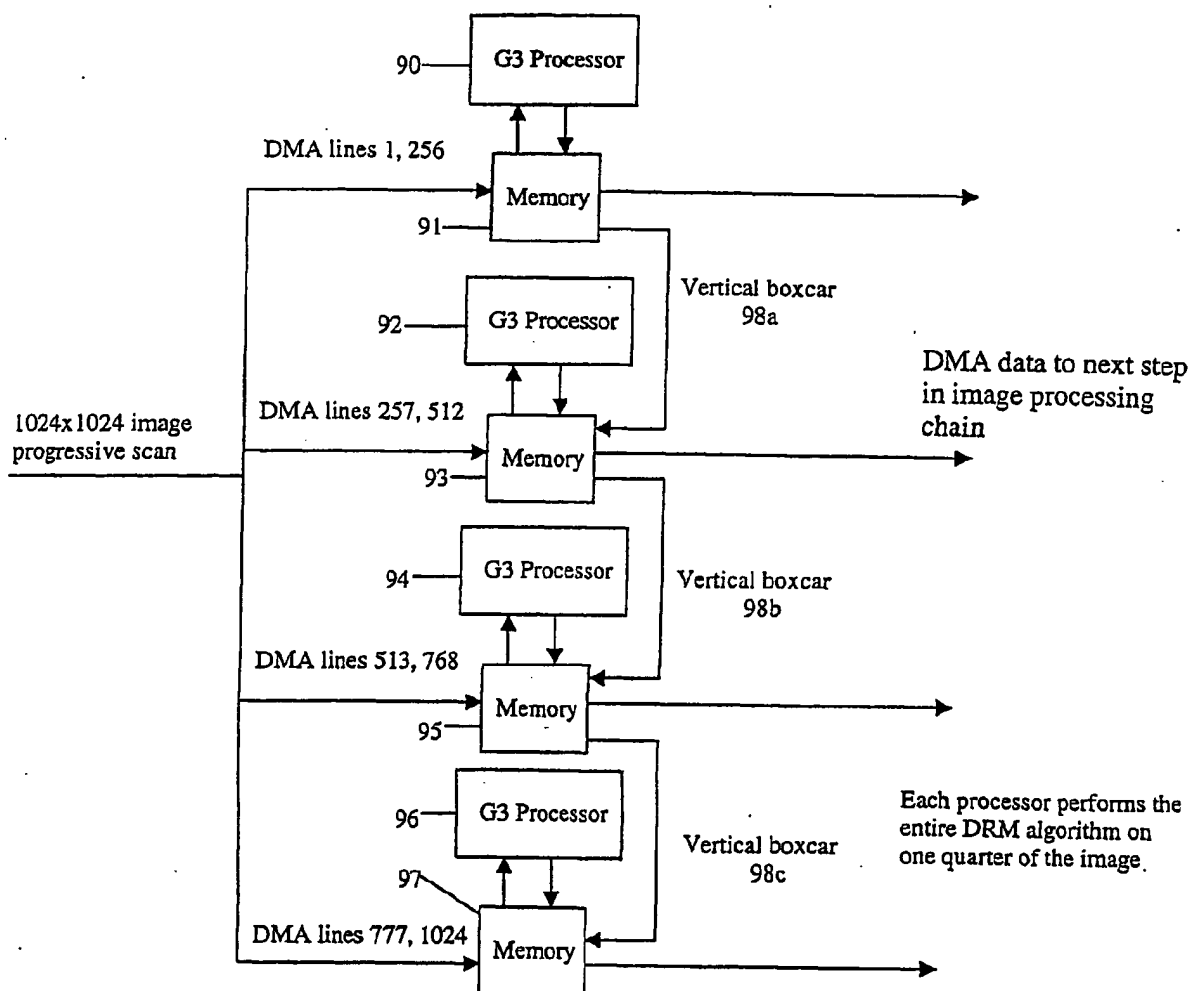 90
G3 Processor
DMA lines 1, 256
Memory
91
Vertical boxcar
98a
92
G3 Processor
DMA data to next step
in image processing
chain
DMA lines 257, 512
1024x1024 image
progressive scan
Memory
93
94
G3 Processor
Vertical boxcar
98b
DMA lines 513, 768
Memory
95
96
G3 Processor
Each processor performs the
entire DRM algorithm on
one quarter of the image.
Vertical boxcar
98c
97
DMA lines 777, 1024
Memory